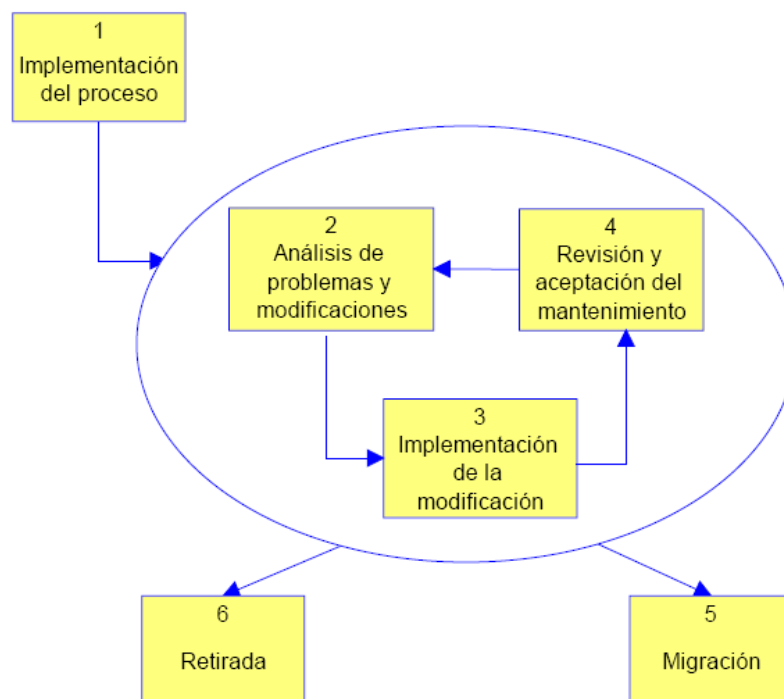 1
Implementación
del proceso
2
Análisis de
problemas y
modificaciones
4
Revisión y
aceptación del
mantenimiento
3
Implementación
de la
modificación
6
Retirada
5
Migración